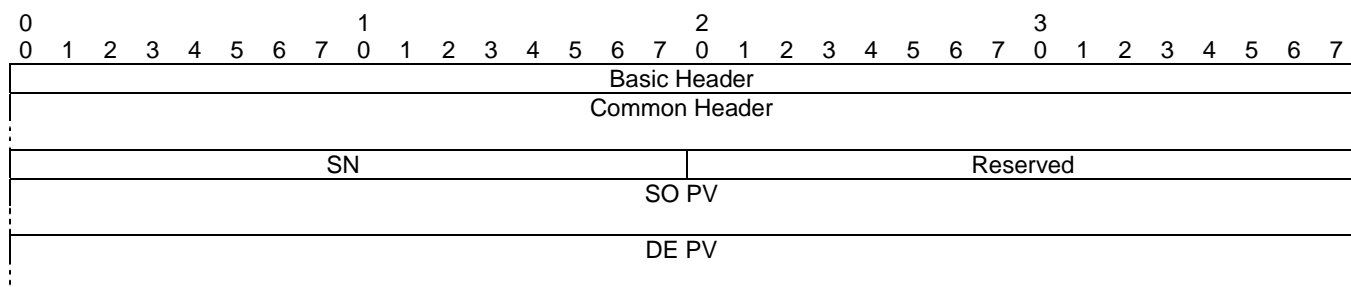 0 1 2 3
0 1 2 3 4 5 6 7 0 1 2 3 4 5 6 7 0 1 2 3 4 5 6 7 0 1 2 3 4 5 6 7
Basic Header
Common Header
SN Reserved
SO PV
DE PV